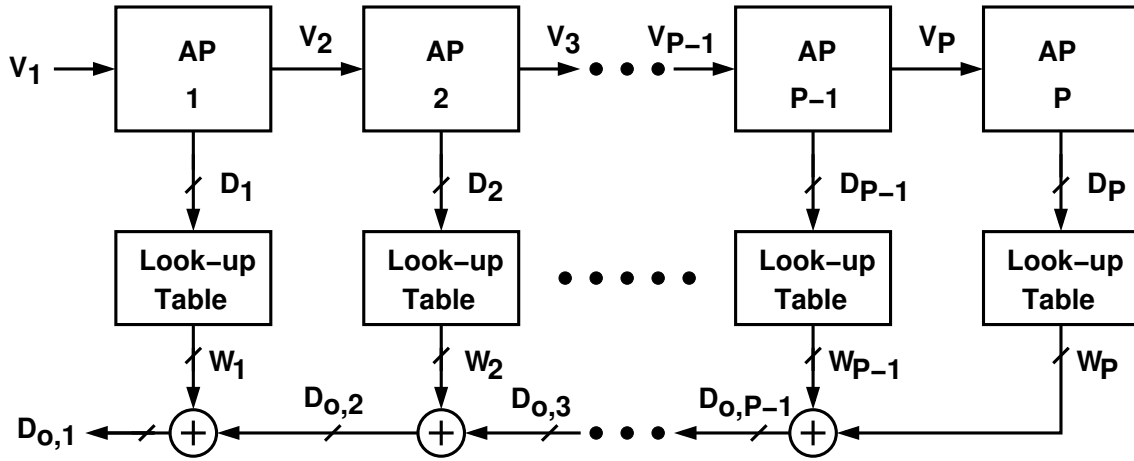 V1
AP
1
V2
AP
2
V3
VP−1
AP
P−1
VP
AP
P
D1
D2
DP−1
DP
Look−up
Table
Look−up
Table
Look−up
Table
Look−up
Table
W1
W2
WP−1
WP
Do,1
+
Do,2
+
Do,3
Do,P−1
+